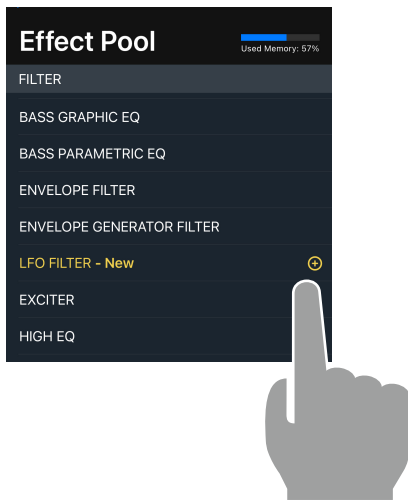 Effect Pool
Used Memory: 57%
FILTER
BASS GRAPHIC EQ
BASS PARAMETRIC EQ
ENVELOPE FILTER
ENVELOPE GENERATOR FILTER
LFO FILTER - New
EXCITER
HIGH EQ